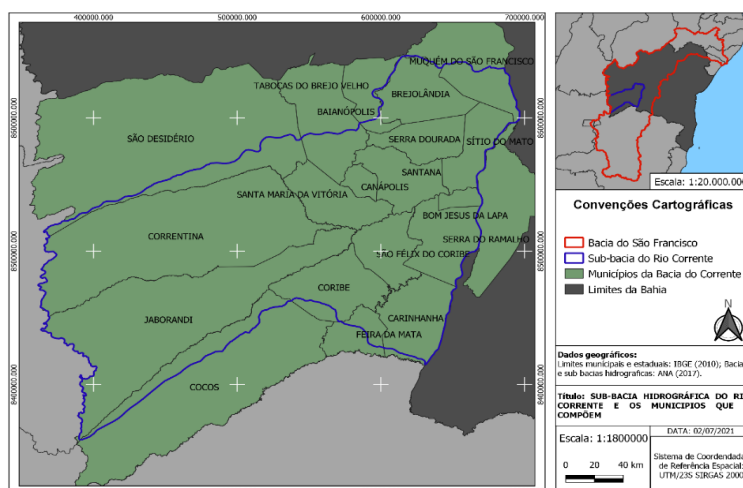 400000.000
500000.000
600000.000
700000.000
8600000.000
8500000.000
8400000.000
MUQUÉM DO SÃO FRANCISCO
TABOCAS DO BREJO VELHO
BREJOLÂNDIA
BAIANÓPOLIS
SÃO DESIDÉRIO
SERRA DOURADA
SÍTIO DO MATO
SANTANA
CANÁPOLIS
SANTA MARIA DA VITÓRIA
BOM JESUS DA LAPA
CORRENTINA
SERRA DO RAMALHO
SÃO FÉLIX DO CORIBE
CORIBE
JABORANDI
CARINHANHA
FEIRA DA MATA
COCOS
Escala: 1:20.000.000
Convenções Cartográficas
Bacia do São Francisco
Sub-bacia do Rio Corrente
Municípios da Bacia do Corrente
Limites da Bahia
N
Dados geográficos:
Limites municipais e estaduais: IBGE (2010); Bacia
e sub bacias hidrograficas: ANA (2017).
Título: SUB-BACIA HIDROGRÁFICA DO RI
CORRENTE E OS MUNICIPIOS QUE
COMPÕEM
Escala: 1:1800000
0 20 40 km
DATA: 02/07/2021
Sistema de Coordendada
de Referência Espacial:
UTM/23S SIRGAS 2000